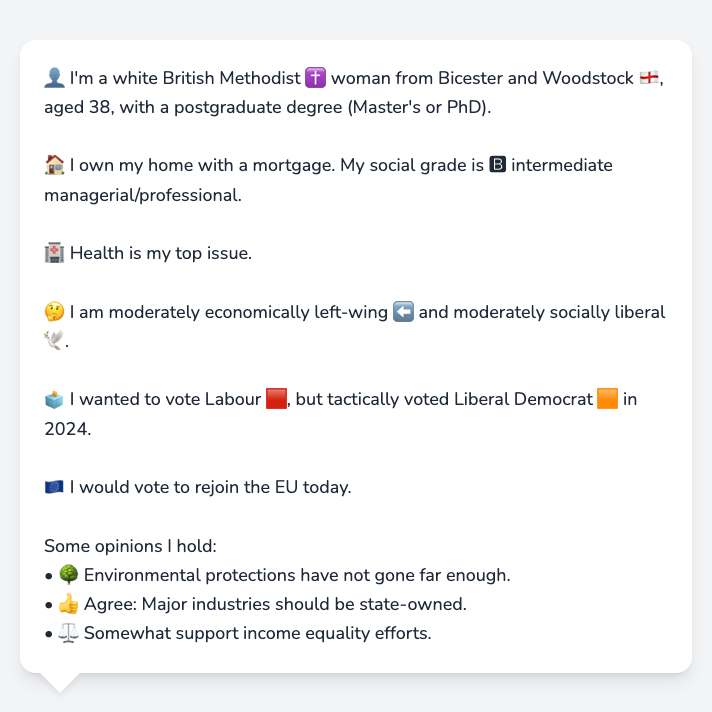 👤 I'm a white British Methodist ✝️ woman from Bicester and Woodstock 🏴󠁧󠁢󠁥󠁮󠁧󠁿,
aged 38, with a postgraduate degree (Master's or PhD).
🏠 I own my home with a mortgage. My social grade is 🅱 intermediate
managerial/professional.
🏥 Health is my top issue.
🤔 I am moderately economically left-wing ⬅️ and moderately socially liberal
🕊️.
🗳️ I wanted to vote Labour 🟥, but tactically voted Liberal Democrat 🟧 in
2024.
🇪🇺 I would vote to rejoin the EU today.
Some opinions I hold:
• 🌳 Environmental protections have not gone far enough.
• 👍 Agree: Major industries should be state-owned.
• ⚖️ Somewhat support income equality efforts.